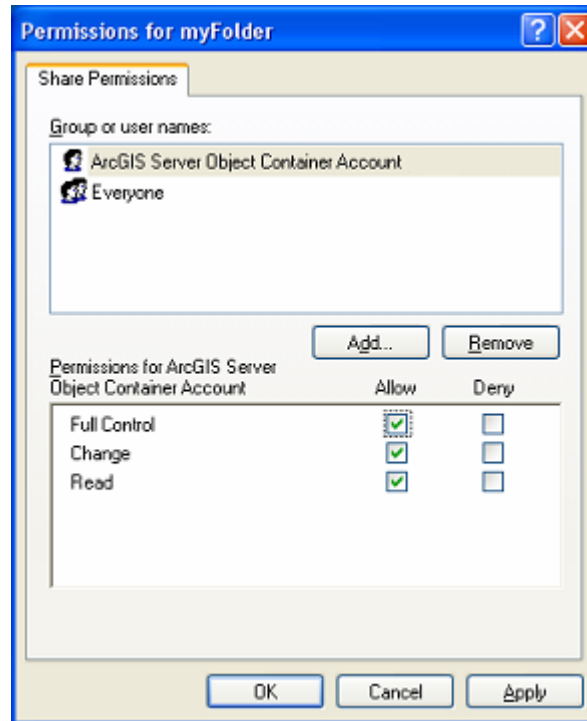 Permissions for myFolder
Share Permissions
Group or user names:
ArcGIS Server Object Container Account
Everyone
Add...
Remove
Permissions for ArcGIS Server
Object Container Account
Allow
Deny
Full Control
Change
Read
OK
Cancel
Apply